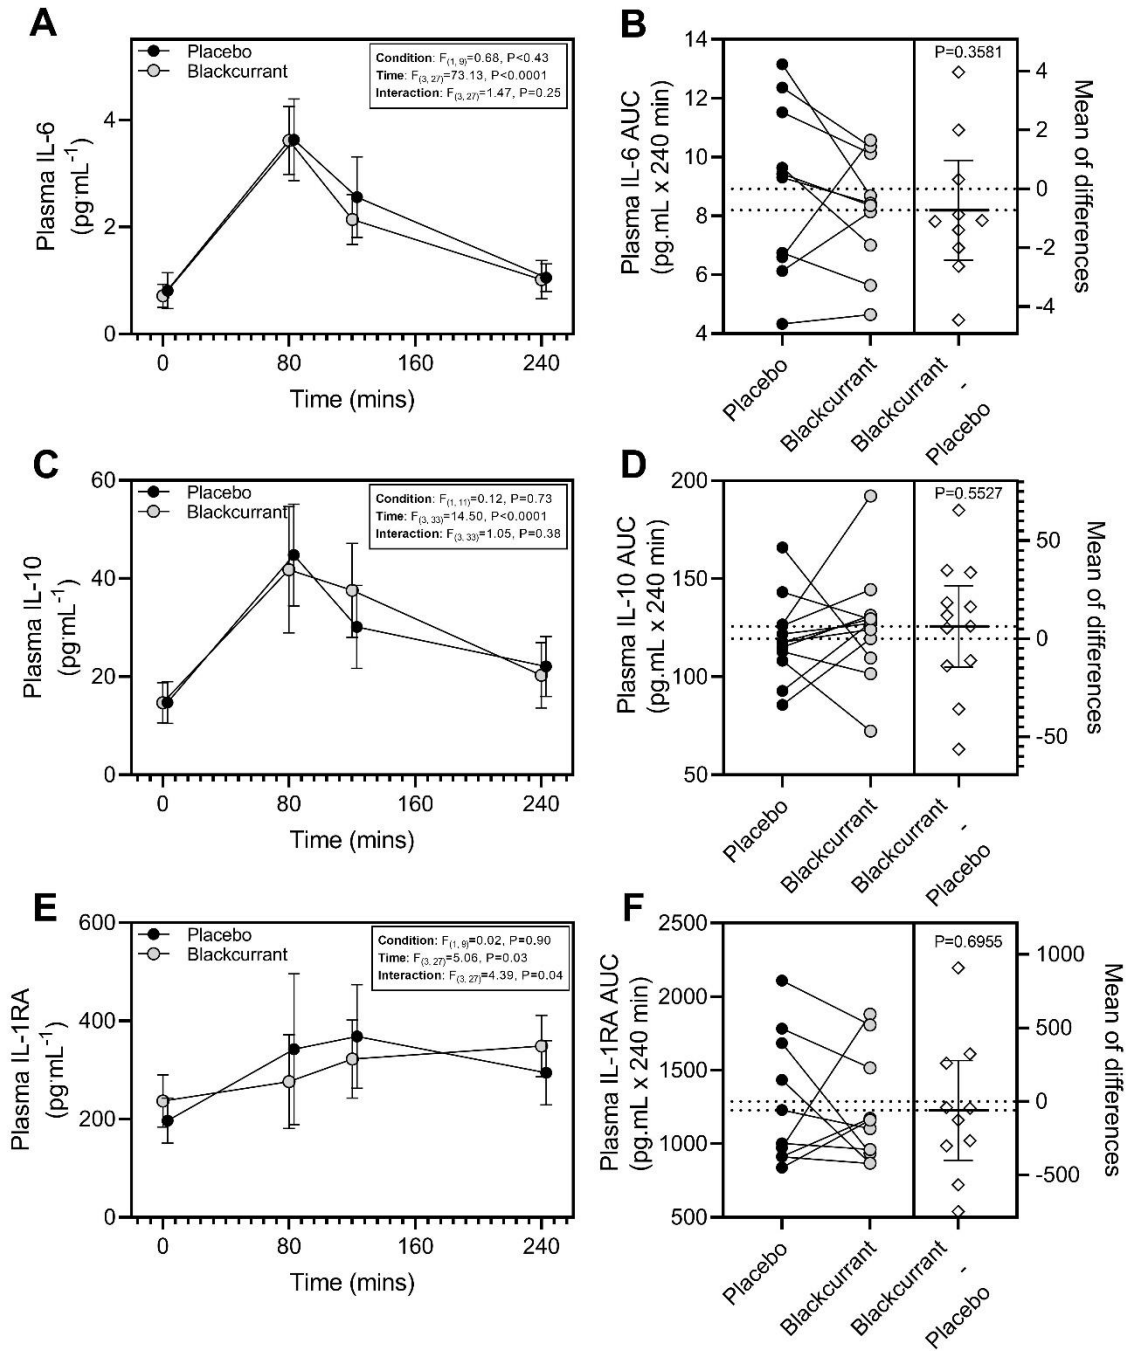 A
Placebo
Blackcurrant
Condition: F(1, 9)=0.68, P<0.43
Time: F(3, 27)=73.13, P<0.0001
Interaction: F(3, 27)=1.47, P=0.25
Plasma IL-6
(pg·mL-1)
4
2
0
0 80 160 240
Time (mins)
B
P=0.3581
Plasma IL-6 AUC
(pg.mL x 240 min)
14
12
10
8
6
4
4
2
0
-2
-4
Mean of differences
Placebo
Blackcurrant
Blackcurrant
-
Placebo
C
Placebo
Blackcurrant
Condition: F(1, 11)=0.12, P=0.73
Time: F(3, 33)=14.50, P<0.0001
Interaction: F(3, 33)=1.05, P=0.38
Plasma IL-10
(pg·mL-1)
60
40
20
0
0 80 160 240
Time (mins)
D
P=0.5527
Plasma IL-10 AUC
(pg.mL x 240 min)
200
150
100
50
50
0
-50
Mean of differences
Placebo
Blackcurrant
Blackcurrant
-
Placebo
E
Placebo
Blackcurrant
Condition: F(1, 9)=0.02, P=0.90
Time: F(3, 27)=5.06, P=0.03
Interaction: F(3, 27)=4.39, P=0.04
Plasma IL-1RA
(pg·mL-1)
600
400
200
0
0 80 160 240
Time (mins)
F
P=0.6955
Plasma IL-1RA AUC
(pg.mL x 240 min)
2500
2000
1500
1000
500
1000
500
0
-500
Mean of differences
Placebo
Blackcurrant
Blackcurrant
-
Placebo